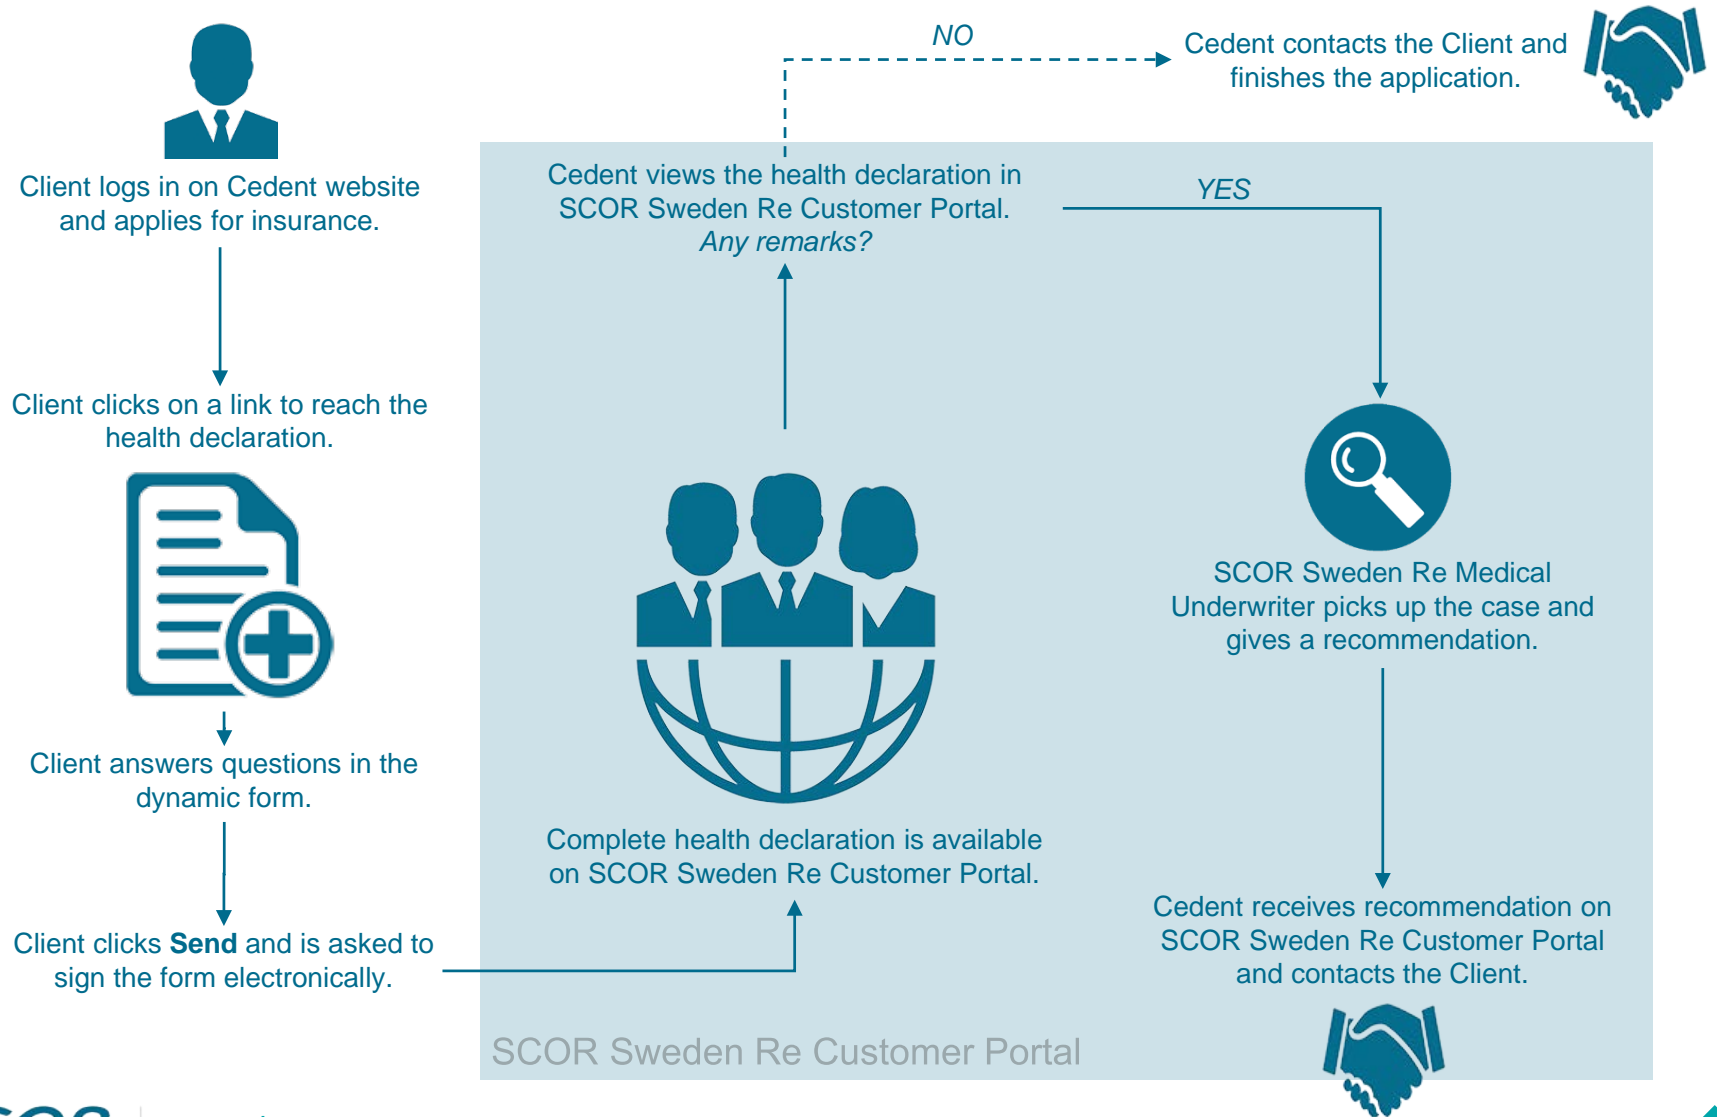 Client logs in on Cedent website
and applies for insurance.
Client clicks on a link to reach the
health declaration.
Client answers questions in the
dynamic form.
Client clicks Send and is asked to
sign the form electronically.
Complete health declaration is available
on SCOR Sweden Re Customer Portal.
Cedent views the health declaration in
SCOR Sweden Re Customer Portal.
Any remarks?
NO
Cedent contacts the Client and
finishes the application.
YES
SCOR Sweden Re Medical
Underwriter picks up the case and
gives a recommendation.
Cedent receives recommendation on
SCOR Sweden Re Customer Portal
and contacts the Client.
SCOR Sweden Re Customer Portal